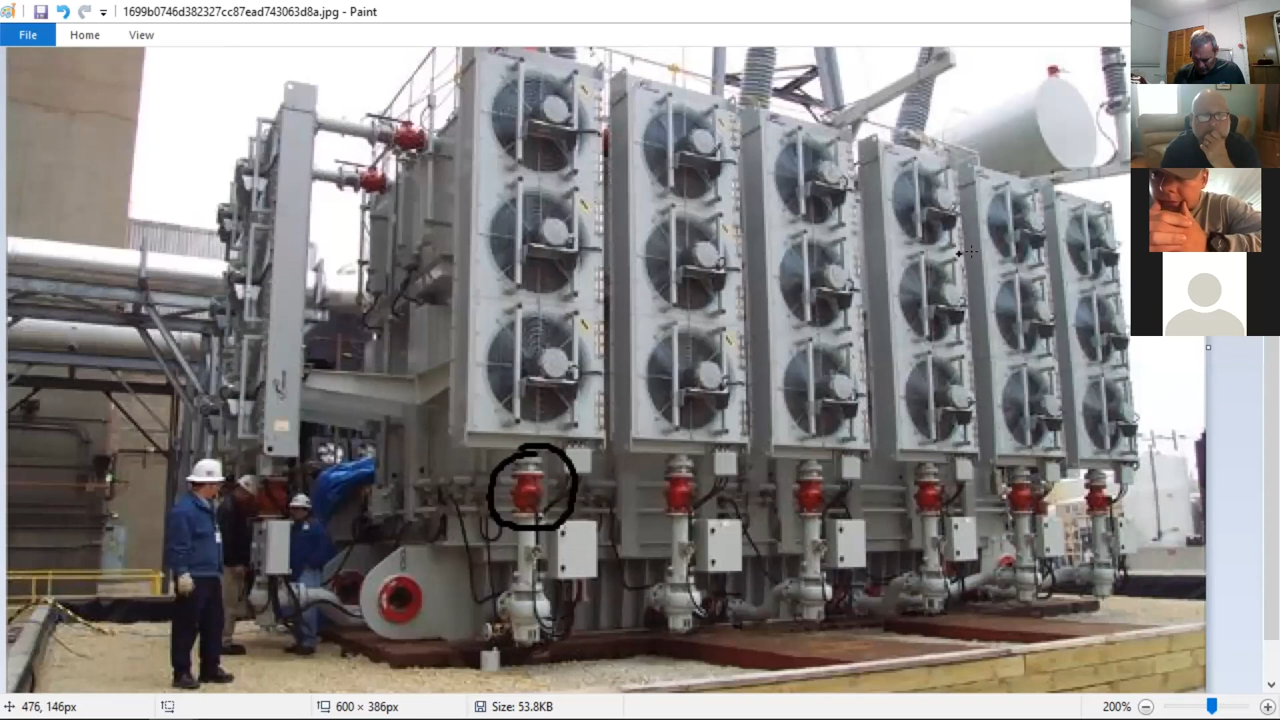 1699b0746d382327cc87ead743063d8a.jpg - Paint
File
Home
View
476, 146px
600 × 386px
Size: 53.8KB
200%